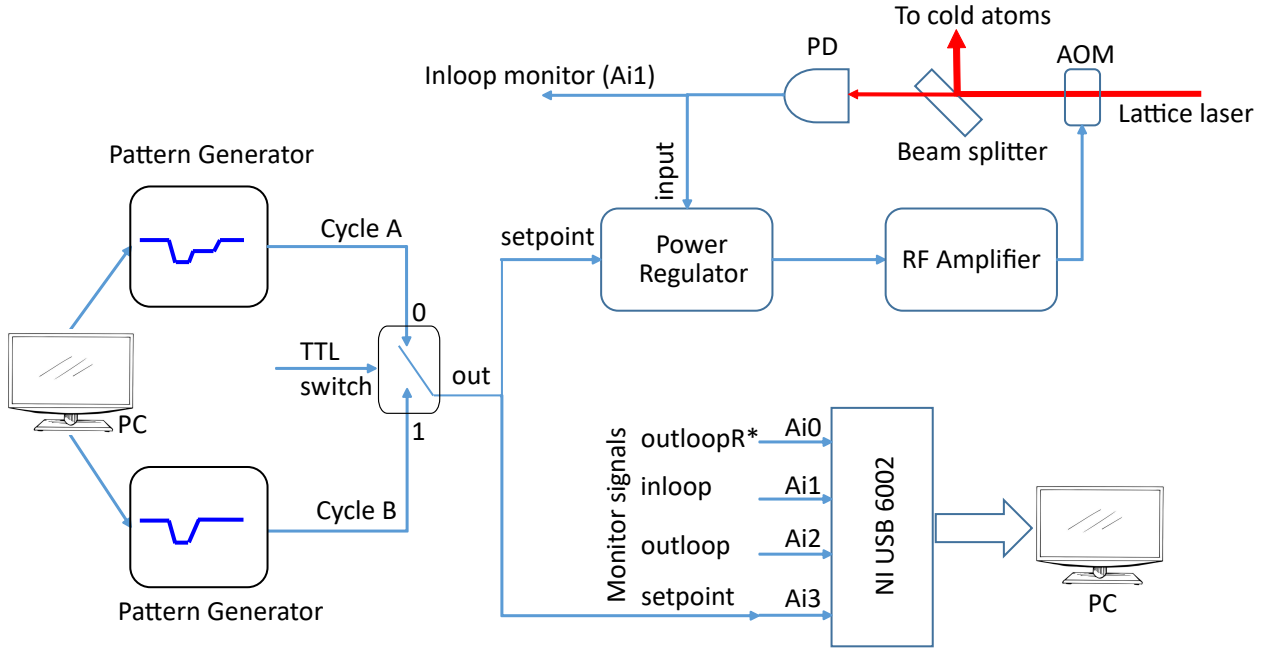 To cold atoms
PD
AOM
Inloop monitor (Ai1)
Lattice laser
Beam splitter
Pattern Generator
input
Cycle A
setpoint
Power
Regulator
RF Amplifier
0
TTL
switch
out
PC
1
Monitor signals
outloopR*
Ai0
inloop
Ai1
outloop
Ai2
setpoint
Ai3
NI USB 6002
PC
Cycle B
Pattern Generator